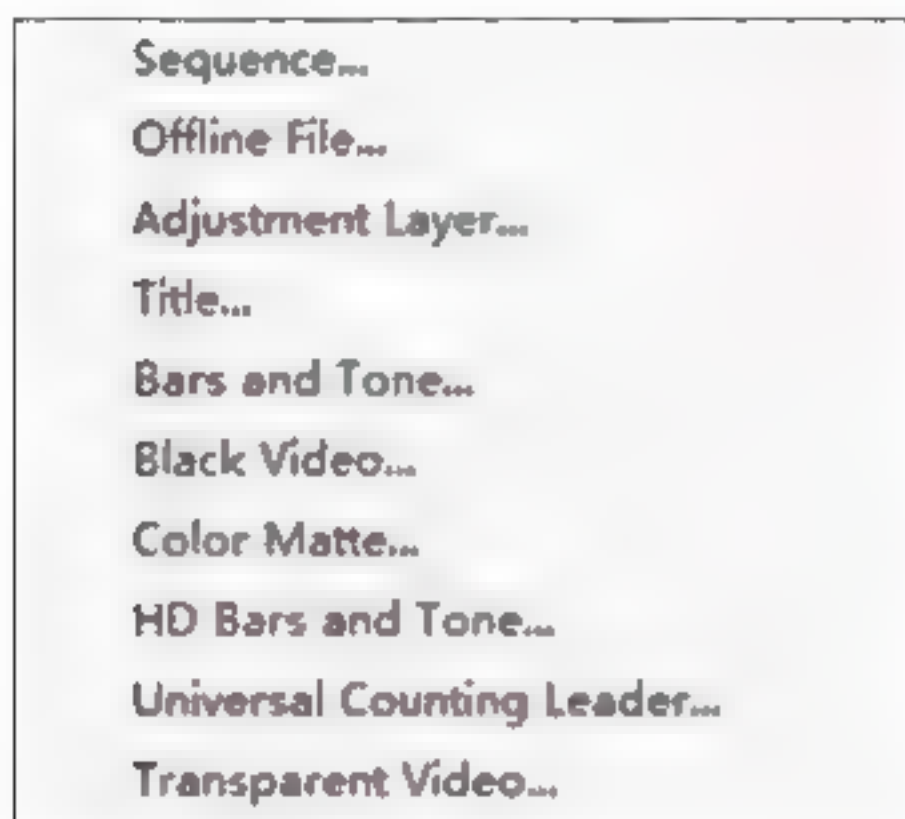 Sequence...
Offline File...
Adjustment Layer...
Title...
Bars and Tone...
Black Video...
Color Matte...
HD Bars and Tone...
Universal Counting Leader...
Transparent Video...